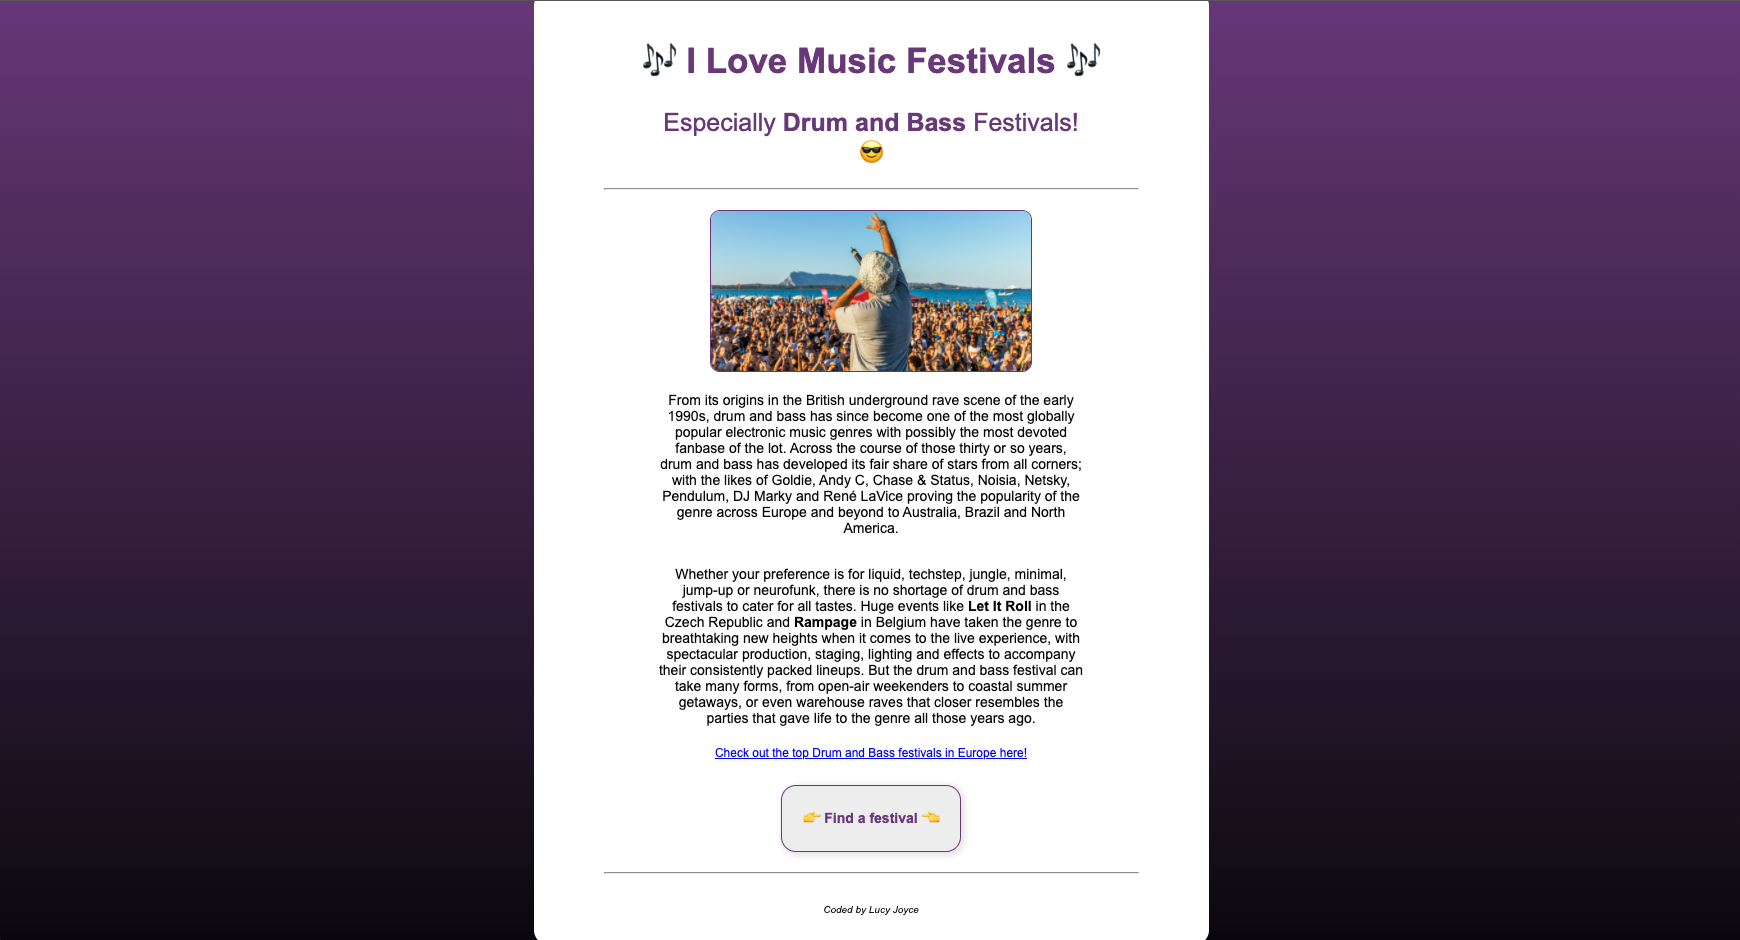 🎶 I Love Music Festivals 🎶
Especially Drum and Bass Festivals!
😎
From its origins in the British underground rave scene of the early
1990s, drum and bass has since become one of the most globally
popular electronic music genres with possibly the most devoted
fanbase of the lot. Across the course of those thirty or so years,
drum and bass has developed its fair share of stars from all corners;
with the likes of Goldie, Andy C, Chase & Status, Noisia, Netsky,
Pendulum, DJ Marky and René LaVice proving the popularity of the
genre across Europe and beyond to Australia, Brazil and North
America.
Whether your preference is for liquid, techstep, jungle, minimal,
jump-up or neurofunk, there is no shortage of drum and bass
festivals to cater for all tastes. Huge events like Let It Roll in the
Czech Republic and Rampage in Belgium have taken the genre to
breathtaking new heights when it comes to the live experience, with
spectacular production, staging, lighting and effects to accompany
their consistently packed lineups. But the drum and bass festival can
take many forms, from open-air weekenders to coastal summer
getaways, or even warehouse raves that closer resembles the
parties that gave life to the genre all those years ago.
Check out the top Drum and Bass festivals in Europe here!
👉 Find a festival 👈
Coded by Lucy Joyce